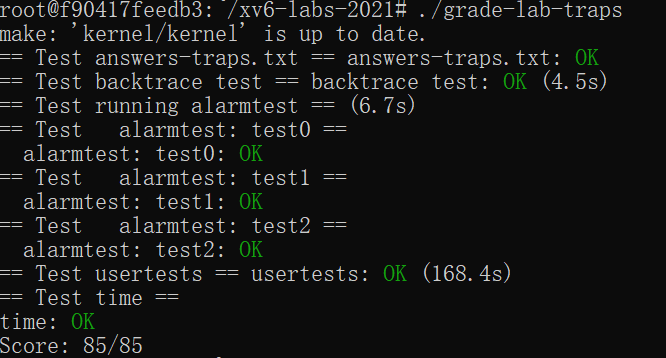 root@f90417feedb3:~/xv6-labs-2021# ./grade-lab-traps
make: 'kernel/kernel' is up to date.
== Test answers-traps.txt == answers-traps.txt: OK
== Test backtrace test == backtrace test: OK (4.5s)
== Test running alarmtest == (6.7s)
== Test   alarmtest: test0 ==
  alarmtest: test0: OK
== Test   alarmtest: test1 ==
  alarmtest: test1: OK
== Test   alarmtest: test2 ==
  alarmtest: test2: OK
== Test usertests == usertests: OK (168.4s)
== Test time ==
time: OK
Score: 85/85